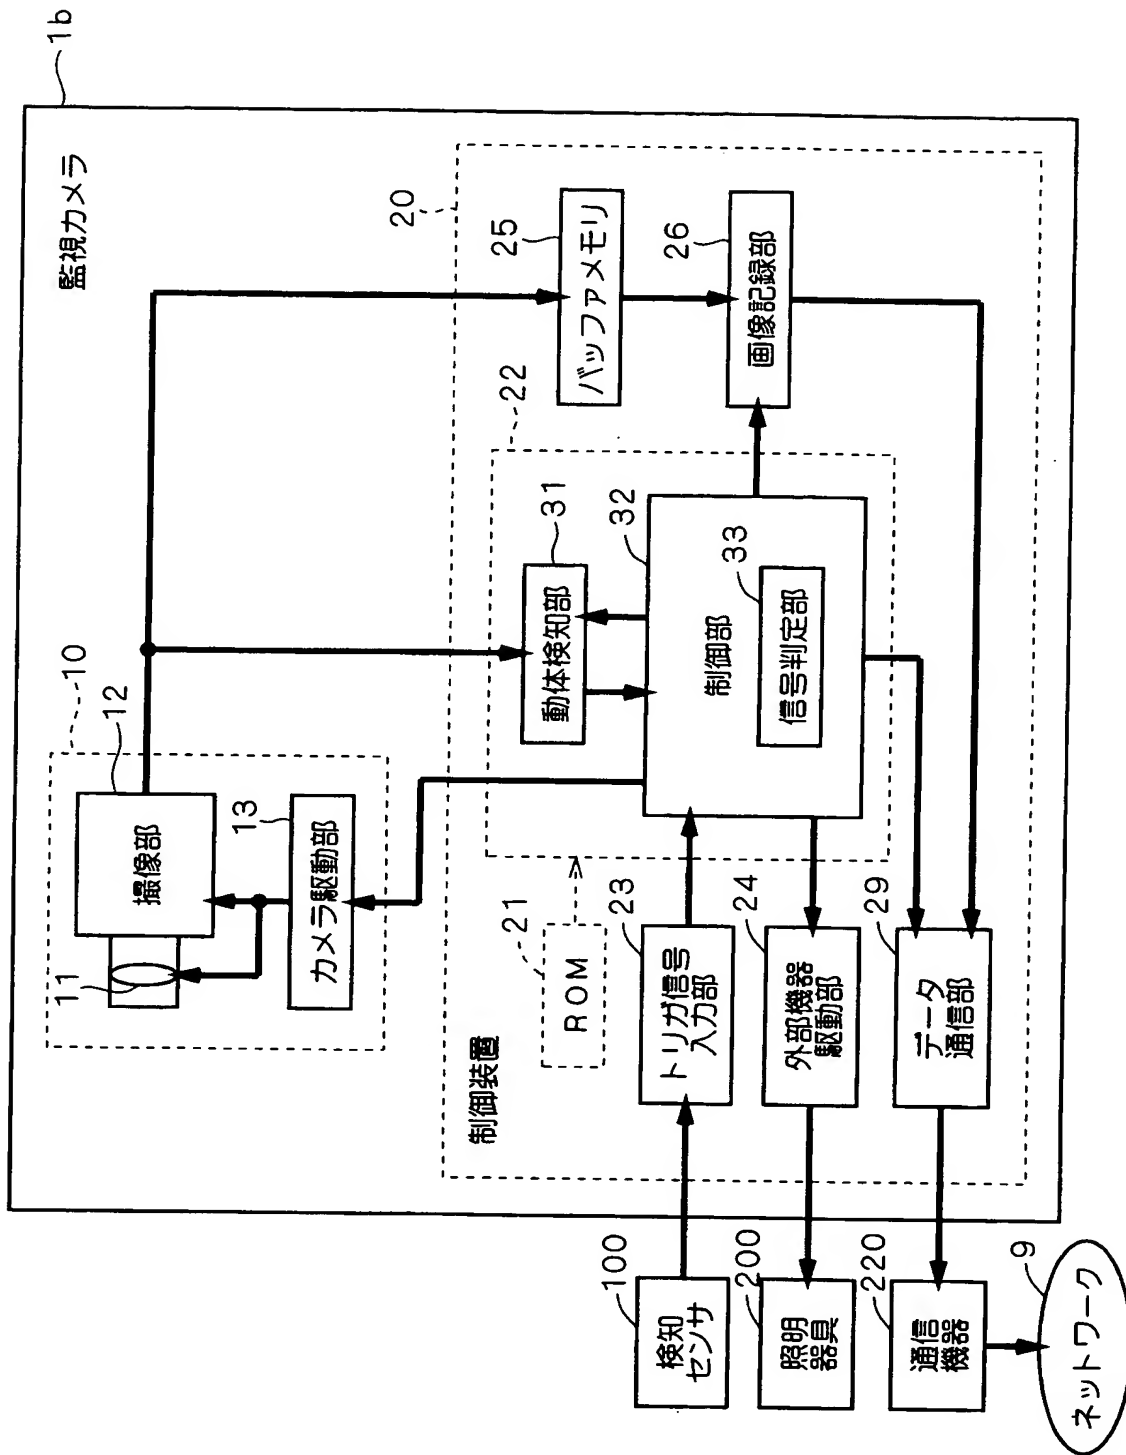 1b
監視カメラ
10
12
撮像部
11
13
カメラ駆動部
20
25
バッファメモリ
26
画像記録部
22
31
動体検知部
32
制御部
33
信号判定部
制御装置
21
ROM
23
トリガ信号
入力部
24
外部機器
駆動部
29
データ
通信部
100
検知
センサ
200
照明
器具
220
通信
機器
9
ネットワーク